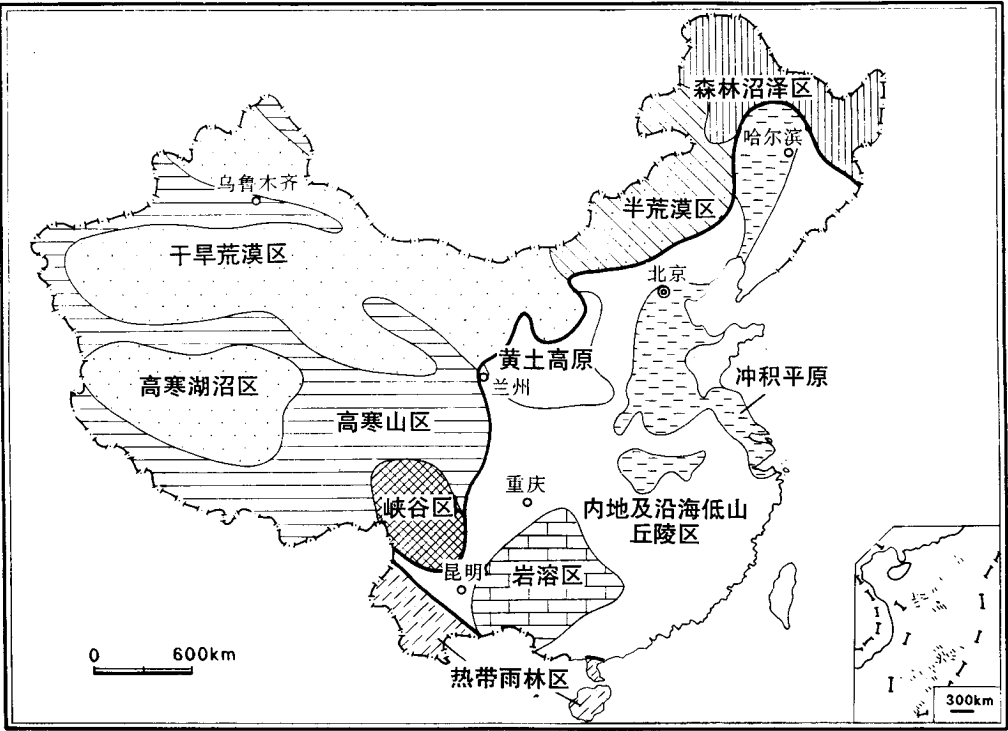 森林沼泽区
哈尔滨
乌鲁木齐
半荒漠区
干旱荒漠区
北京
黄土高原
兰州
冲积平原
高寒湖沼区
高寒山区
重庆
峡谷区
内地及沿海低山
丘陵区
昆明
岩溶区
0 600km
热带雨林区
300km